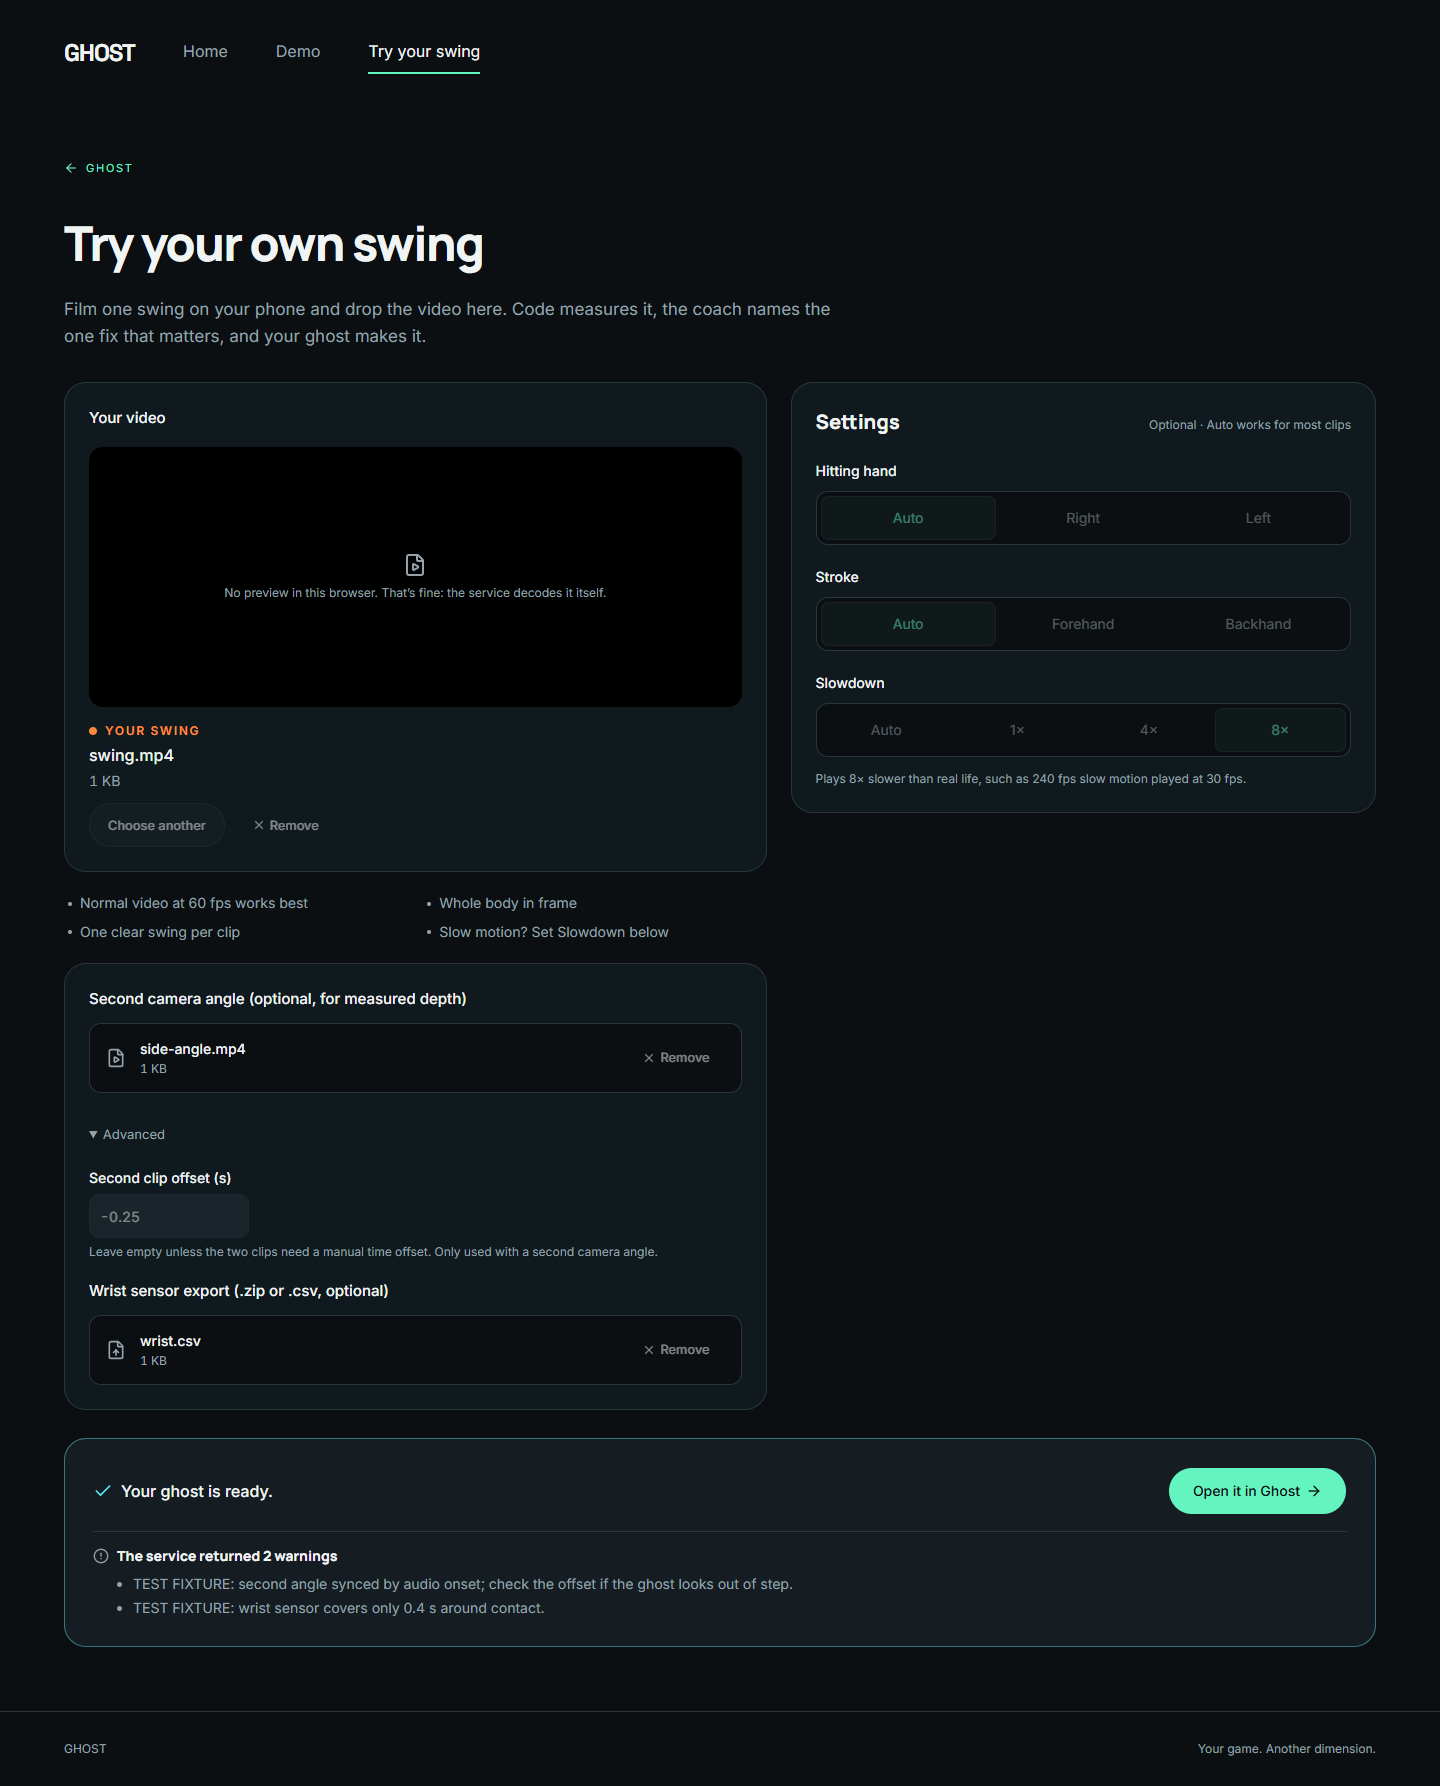 GHOST
Home
Demo
Try your swing
← GHOST
Try your own swing
Film one swing on your phone and drop the video here. Code measures it, the coach names the
one fix that matters, and your ghost makes it.
Your video
No preview in this browser. That's fine: the service decodes it itself.
YOUR SWING
swing.mp4
1 KB
Choose another
× Remove
• Normal video at 60 fps works best
• Whole body in frame
• One clear swing per clip
• Slow motion? Set Slowdown below
Settings
Optional · Auto works for most clips
Hitting hand
Auto
Right
Left
Stroke
Auto
Forehand
Backhand
Slowdown
Auto
1×
4×
8×
Plays 8× slower than real life, such as 240 fps slow motion played at 30 fps.
Second camera angle (optional, for measured depth)
side-angle.mp4
1 KB
× Remove
▼ Advanced
Second clip offset (s)
-0.25
Leave empty unless the two clips need a manual time offset. Only used with a second camera angle.
Wrist sensor export (.zip or .csv, optional)
wrist.csv
1 KB
× Remove
Your ghost is ready.
Open it in Ghost →
The service returned 2 warnings
• TEST FIXTURE: second angle synced by audio onset; check the offset if the ghost looks out of step.
• TEST FIXTURE: wrist sensor covers only 0.4 s around contact.
GHOST
Your game. Another dimension.